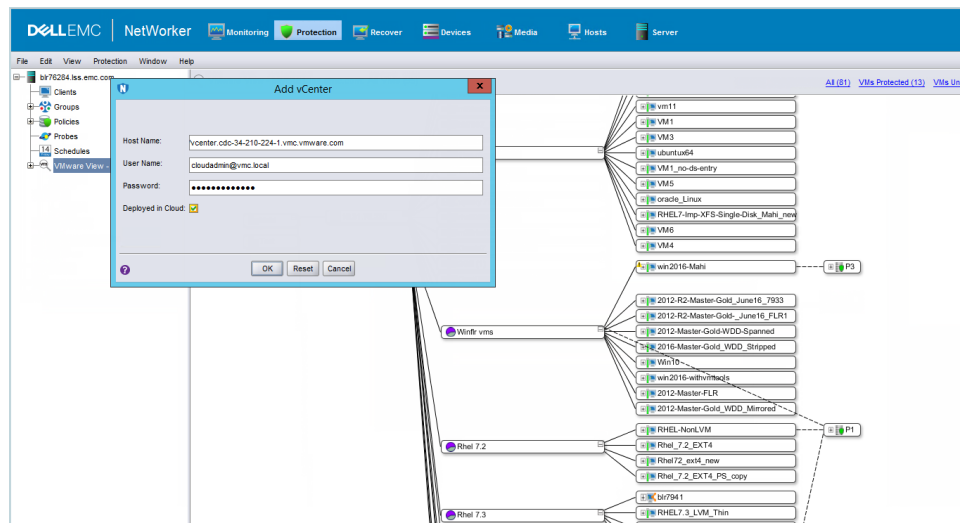 DELLEMC NetWorker Monitoring Protection Recover Devices Media Hosts Server
File Edit View Protection Window Help
blr76284.lss.emc.com
Clients
Groups
Policies
Probes
14 Schedules
VMware View -
All (81) VMs Protected (13) VMs Un
Add vCenter
Host Name: vcenter.cdc-34-210-224-1.vmc.vmware.com
User Name: cloudadmin@vmc.local
Password: •••••••••••••
Deployed in Cloud:
OK Reset Cancel
vm11
VM1
VM3
ubuntux64
VM1_no-ds-entry
VM5
oracle_Linux
RHEL7-Imp-XFS-Single-Disk_Mahi_new
VM6
VM4
win2016-Mahi
P3
Winflr vms
2012-R2-Master-Gold_June16_7933
2012-R2-Master-Gold-_June16_FLR1
2012-Master-Gold-WDD-Spanned
2016-Master-Gold_WDD_Stripped
Win10
win2016-withvmtools
2012-Master-FLR
2012-Master-Gold_WDD_Mirrored
P1
Rhel 7.2
RHEL-NonLVM
Rhel_7.2_EXT4
Rhel72_ext4_new
Rhel_7.2_EXT4_PS_copy
Rhel 7.3
blr7941
RHEL7.3_LVM_Thin